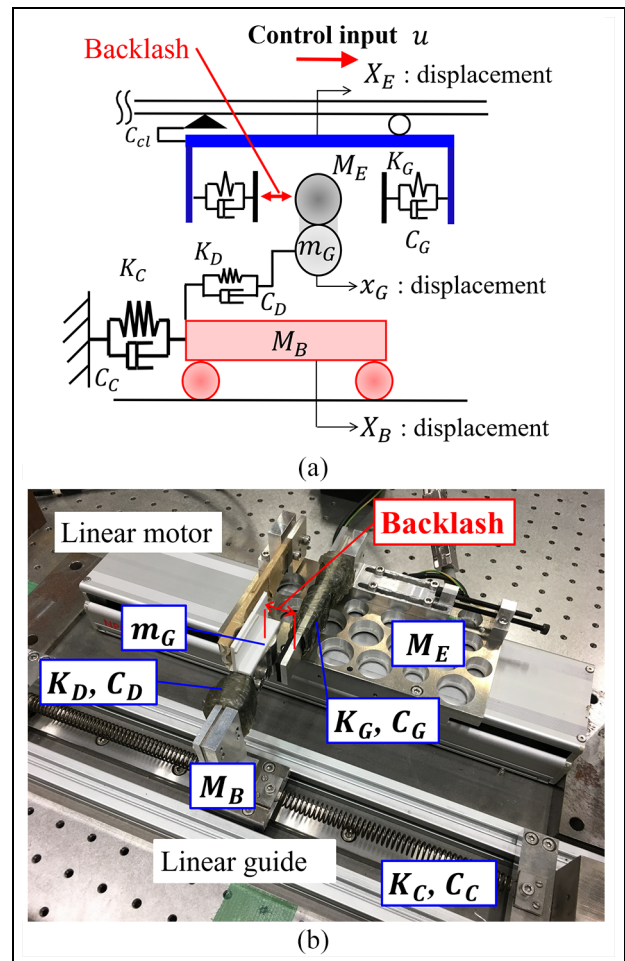 Control input u
Backlash
X_E : displacement
C_cl
M_E
K_G
m_G
C_G
K_D
K_C
C_D
x_G : displacement
M_B
C_C
X_B : displacement
(a)
Linear motor
Backlash
m_G
M_E
K_D, C_D
K_G, C_G
M_B
Linear guide
K_C, C_C
(b)